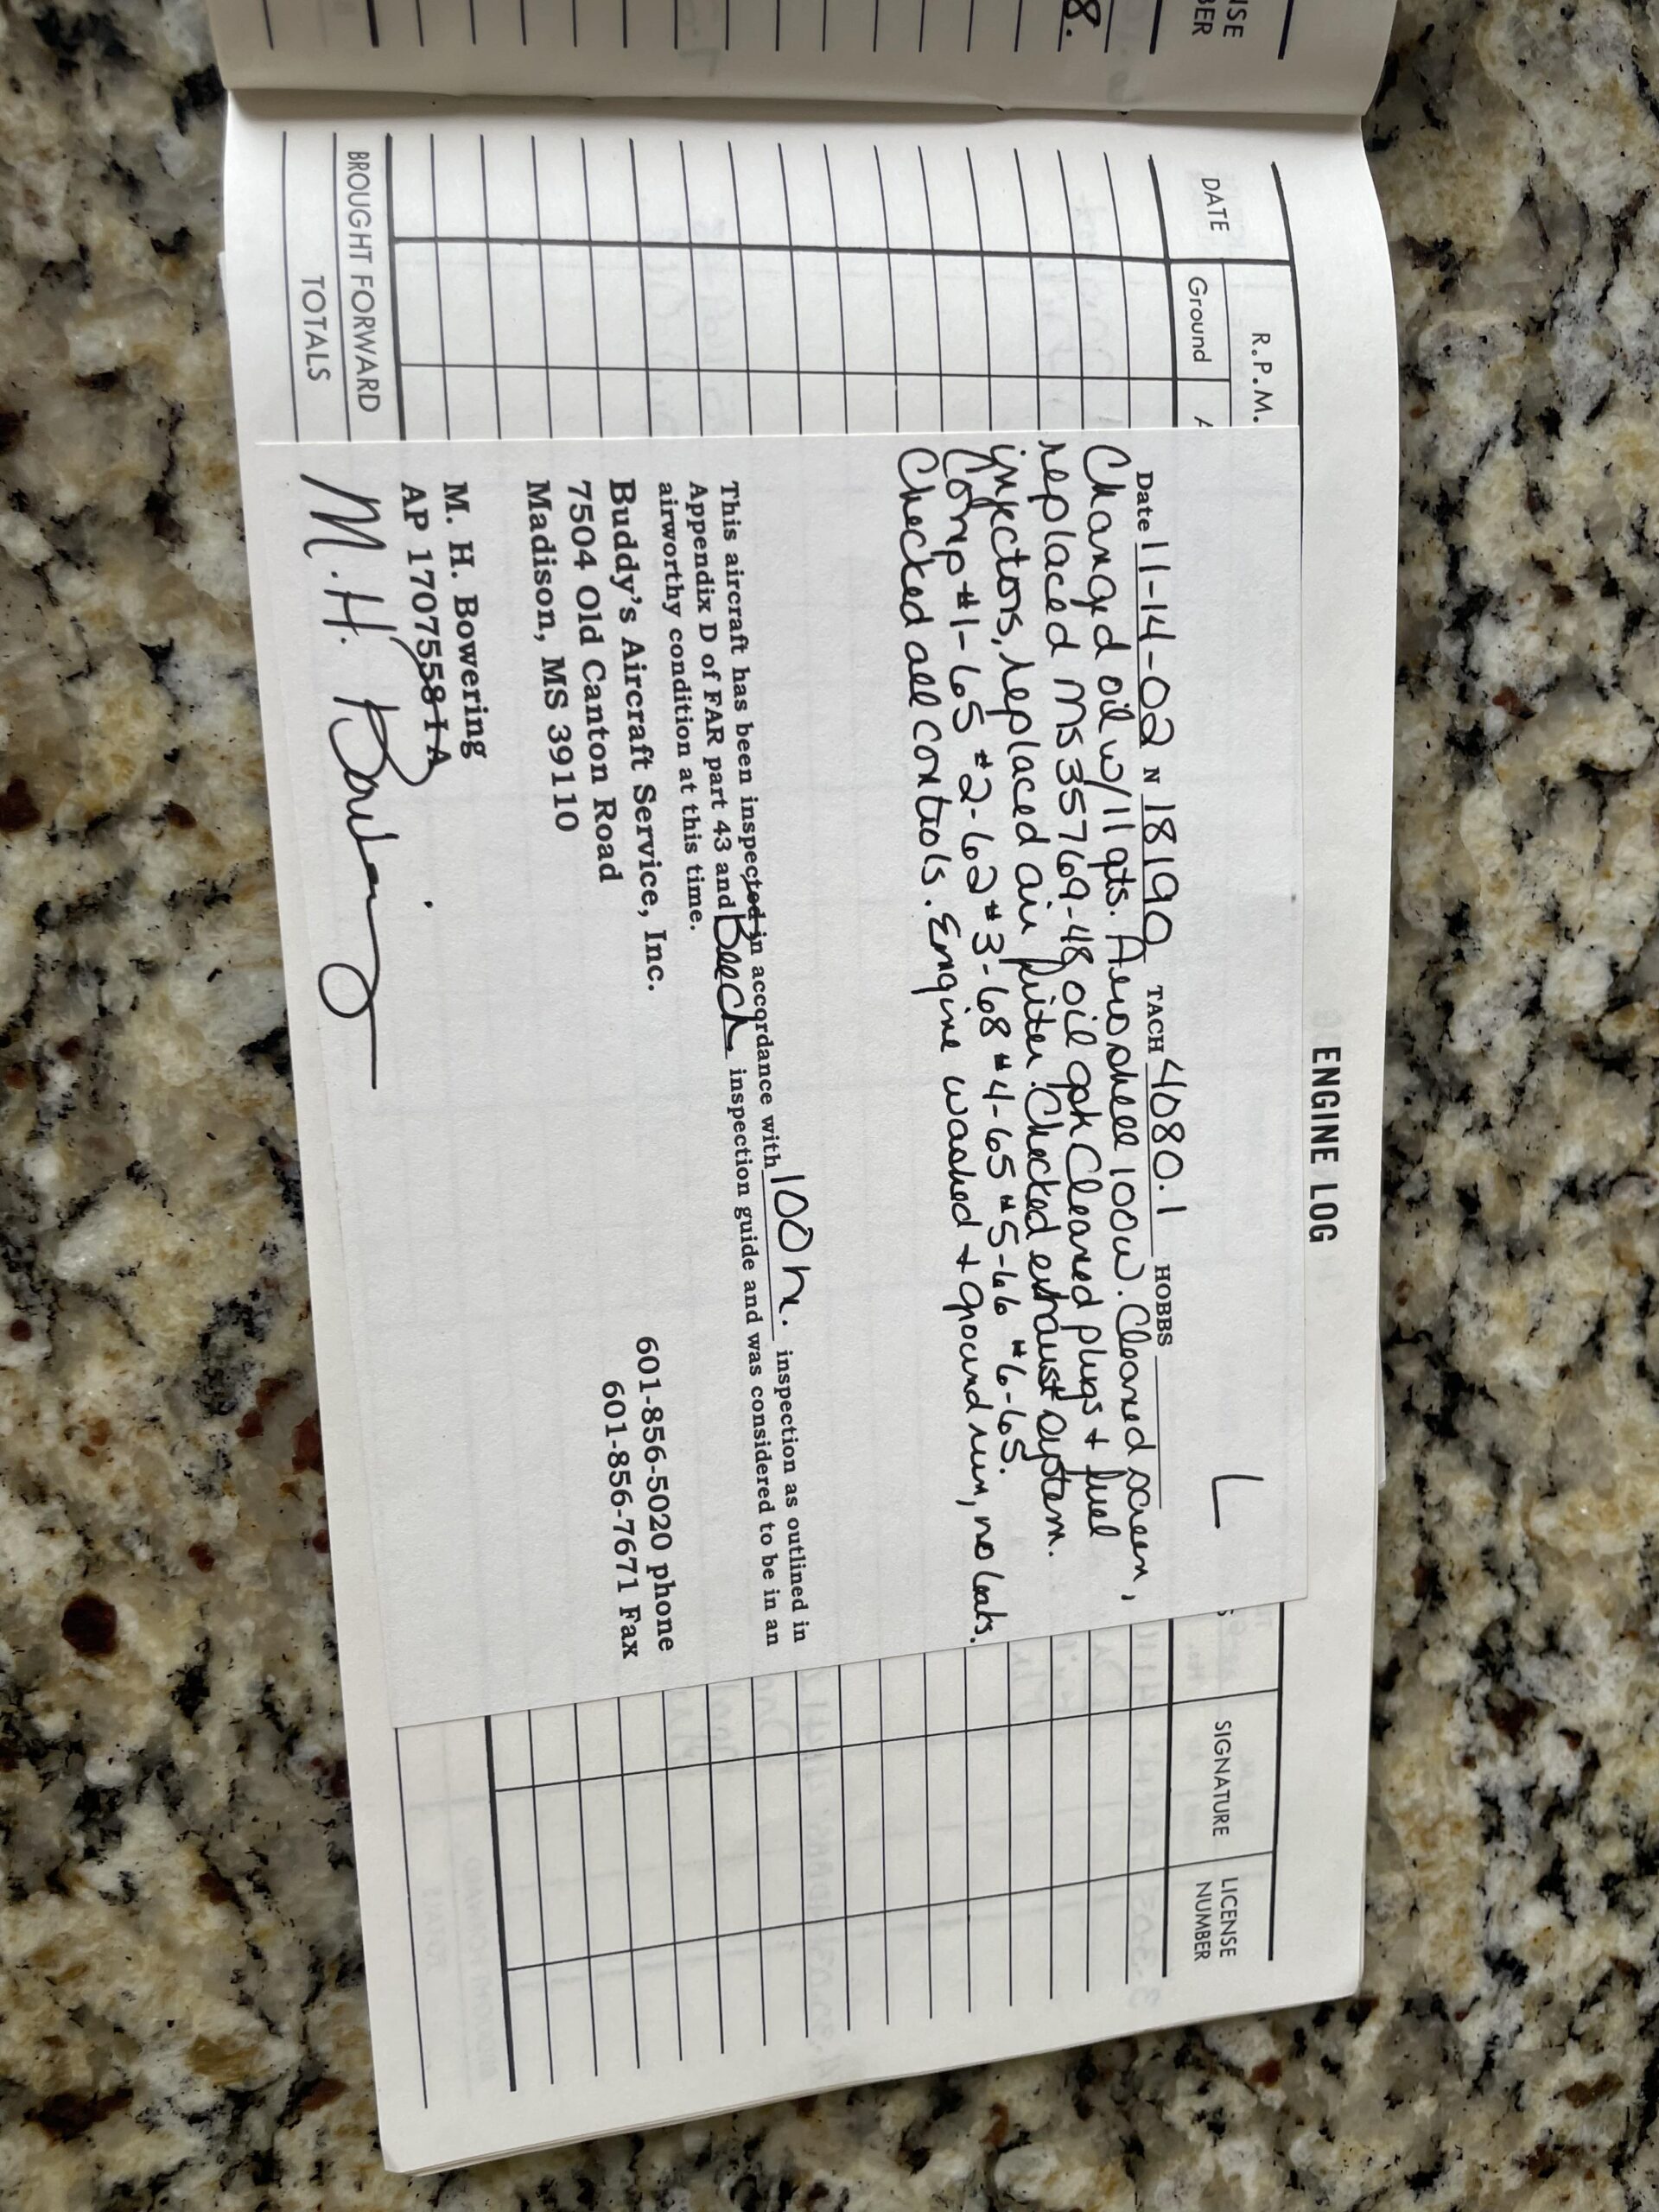 ENGINE LOG
DATE
R.P.M.
Ground
SIGNATURE
LICENSE
NUMBER
L
Date 11-14-02 N 1819Q TACH 4080.1 HOBBS
Changed oil w/11 qts. Aeroshell 100w. Cleaned screen,
replaced MS35769-48 oil gskt Cleaned plugs + fuel
injectors, replaced air filter. Checked exhaust system.
Comp #1-65 #2-62 #3-68 #4-65 #5-66 #6-65.
Checked all controls. Engine washed + ground run, no leaks.
This aircraft has been inspected in accordance with 100 hr. inspection as outlined in
Appendix D of FAR part 43 and Beech inspection guide and was considered to be in an
airworthy condition at this time.
Buddy's Aircraft Service, Inc. 601-856-5020 phone
7504 Old Canton Road 601-856-7671 Fax
Madison, MS 39110
M. H. Bowering
AP 1707558 I A
M. H. Bowering
BROUGHT FORWARD
TOTALS